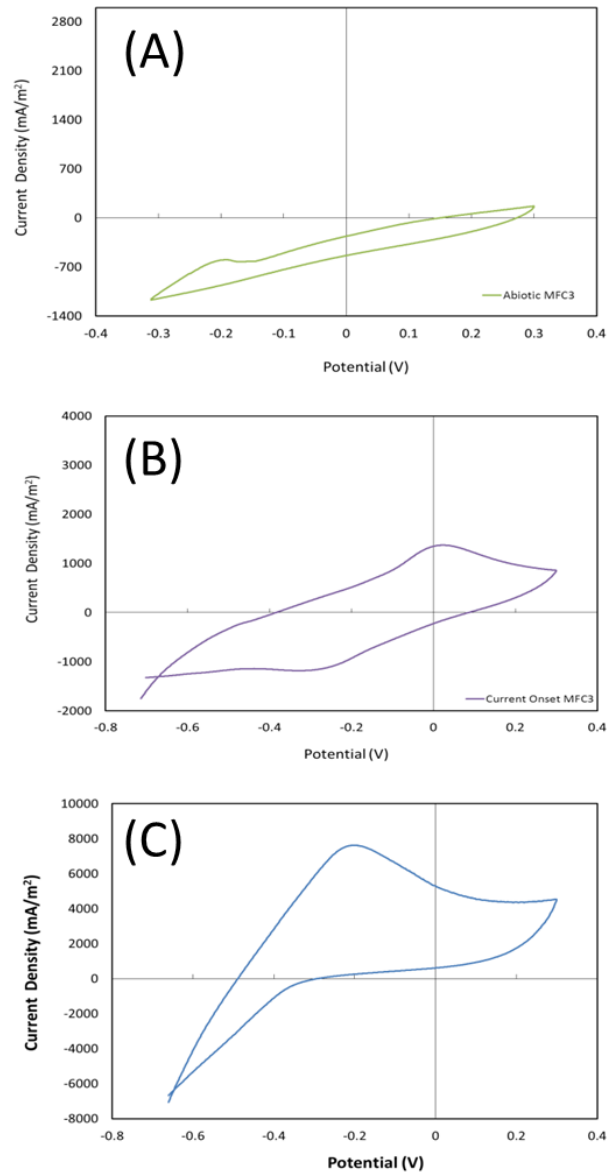 (A)
Current Density (mA/m²)
2800
2100
1400
700
0
-700
-1400
-0.4 -0.3 -0.2 -0.1 0 0.1 0.2 0.3 0.4
Abiotic MFC3
Potential (V)
(B)
Current Density (mA/m²)
4000
3000
2000
1000
0
-1000
-2000
-0.8 -0.6 -0.4 -0.2 0 0.2 0.4
Current Onset MFC3
Potential (V)
(C)
Current Density (mA/m²)
10000
8000
6000
4000
2000
0
-2000
-4000
-6000
-8000
-0.8 -0.6 -0.4 -0.2 0 0.2 0.4
Potential (V)